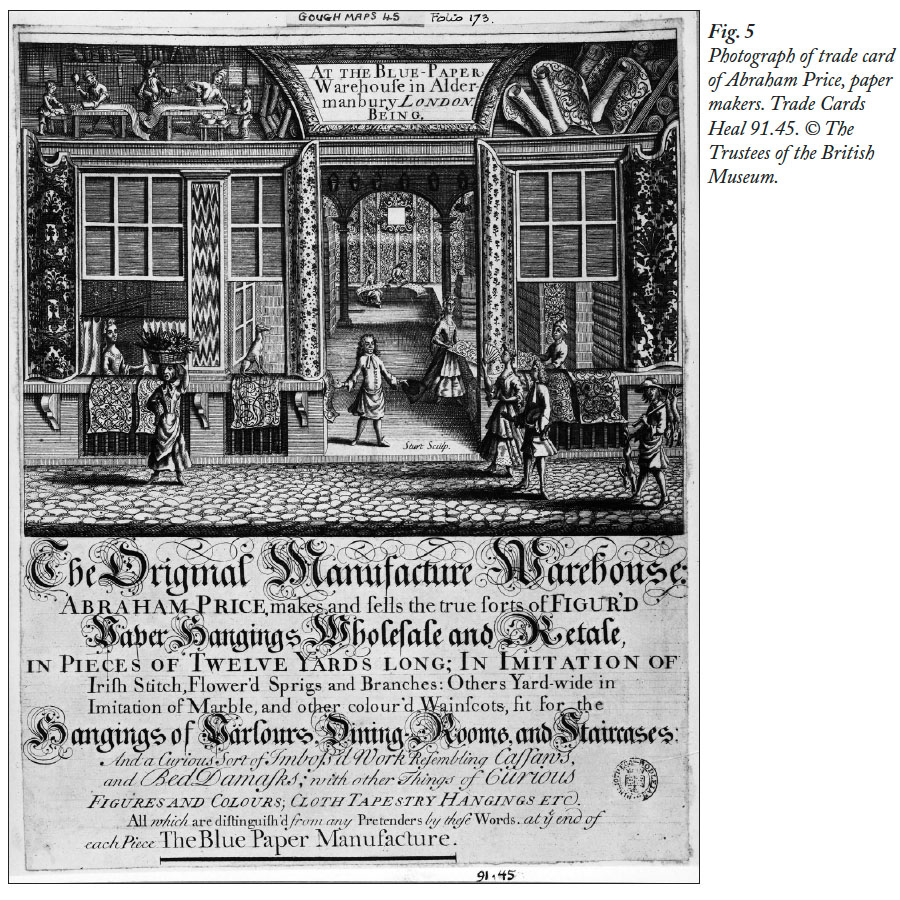 GOUGH MAPS 45 Folio 173.
AT THE BLUE-PAPER
Warehouſe in Alder-
manbury LONDON
BEING,
Sturt Sculp.
The Original Manufacture Warehouse:
ABRAHAM PRICE, makes and ſells the true ſorts of FIGUR'D
Paper Hangings Wholeſale and Retale,
IN PIECES OF TWELVE YARDS LONG; IN IMITATION OF
Iriſh Stitch, Flower'd Sprigs and Branches: Others Yard-wide in
Imitation of Marble, and other colour'd Wainſcots, fit for the
Hangings of Parlours, Dining-Rooms, and Staircases:
And a Curious Sort of Imboſs'd Work Reſembling Caffaws,
and Bed Damaſks; with other Things of Curious
FIGURES AND COLOURS; CLOTH TAPESTRY HANGINGS ETC.
All which are diſtinguiſh'd from any Pretenders by theſe Words. at yͤ end of
each Piece The Blue Paper Manufacture.
91.45
Fig. 5
Photograph of trade card
of Abraham Price, paper
makers. Trade Cards
Heal 91.45. © The
Trustees of the British
Museum.